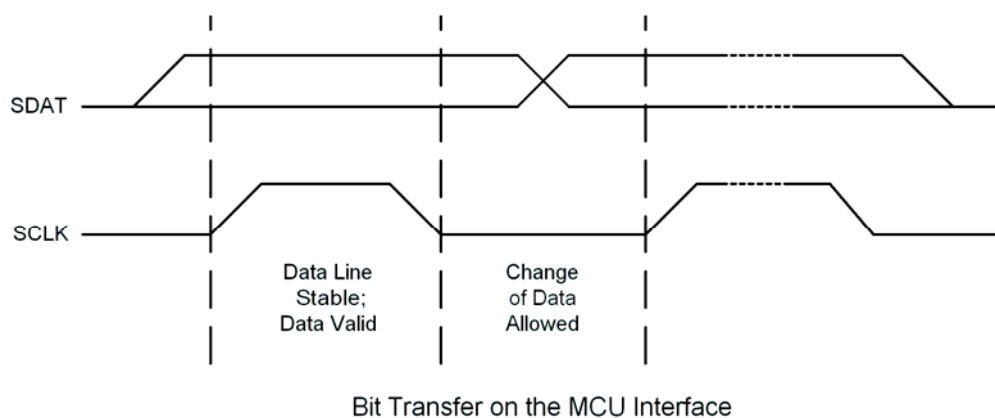 SDAT
SCLK
Data Line
Stable;
Data Valid
Change
of Data
Allowed
Bit Transfer on the MCU Interface